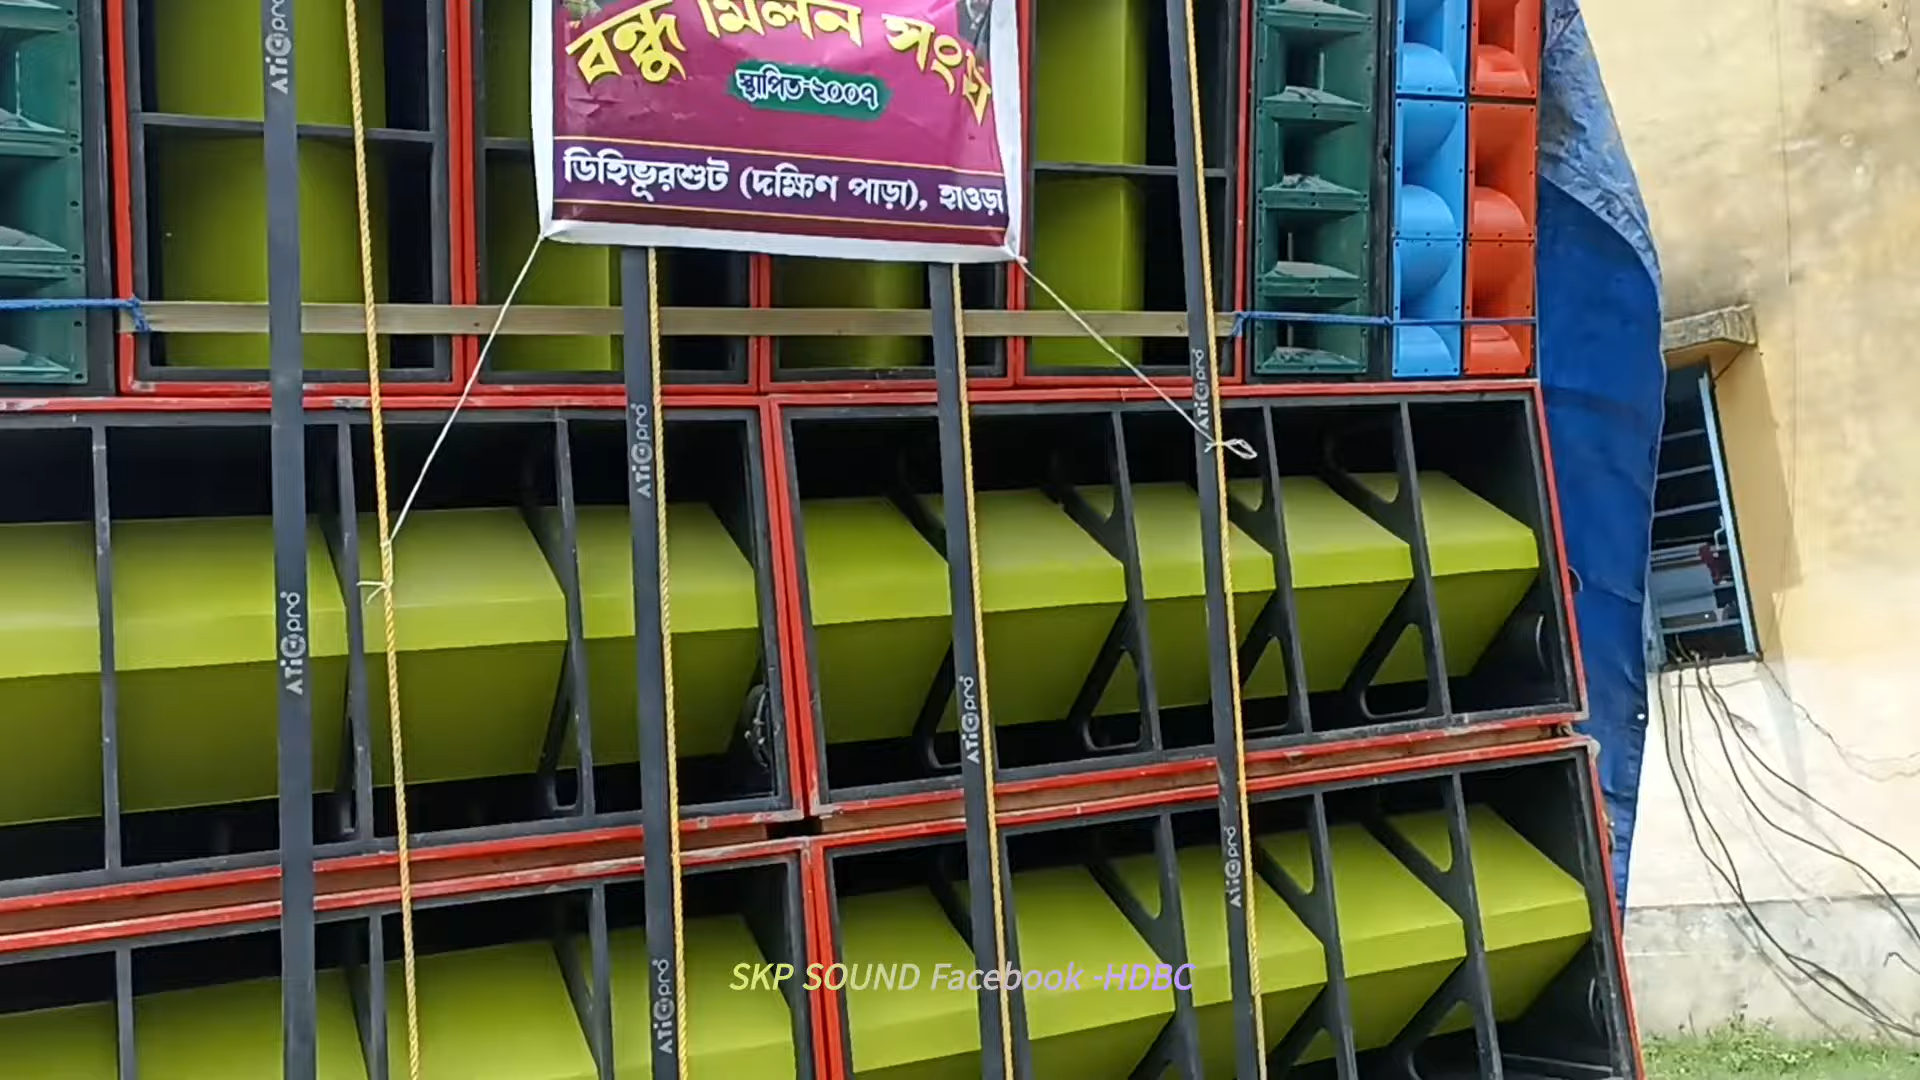 বন্ধু মিলন সংঘ
স্থাপিত-২০০৭
ডিহিভূরশুট (দক্ষিণ পাড়া), হাওড়া
ATi pro
ATi pro
ATi pro
ATi pro
ATi pro
ATi pro
ATi pro
SKP SOUND Facebook -HDBC